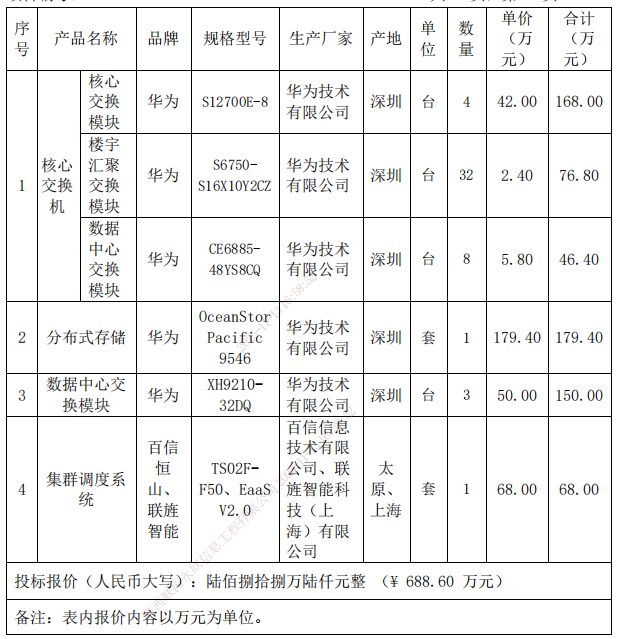 序号 产品名称 品牌 规格型号 生产厂家 产地 单位 数量 单价（万元） 合计（万元）
1 核心交换机 核心交换模块 华为 S12700E-8 华为技术有限公司 深圳 台 4 42.00 168.00
楼宇汇聚交换模块 华为 S6750-S16X10Y2CZ 华为技术有限公司 深圳 台 32 2.40 76.80
数据中心交换模块 华为 CE6885-48YS8CQ 华为技术有限公司 深圳 台 8 5.80 46.40
2 分布式存储 华为 OceanStor Pacific 9546 华为技术有限公司 深圳 套 1 179.40 179.40
3 数据中心交换模块 华为 XH9210-32DQ 华为技术有限公司 深圳 台 3 50.00 150.00
4 集群调度系统 百信恒山、联旌智能 TS02F-F50、EaaS V2.0 百信信息技术有限公司、联旌智能科技（上海）有限公司 太原、上海 套 1 68.00 68.00
投标报价（人民币大写）：陆佰捌拾捌万陆仟元整 （¥ 688.60 万元）
备注：表内报价内容以万元为单位。